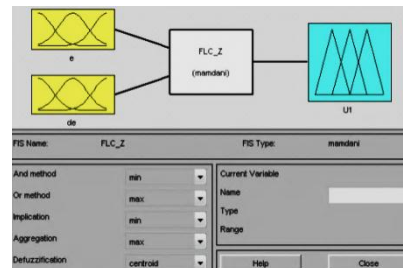 e
FLC_Z
(mamdani)
de
U1
FIS Name: FLC_Z FIS Type: mamdani
And method min
Or method max
Implication min
Aggregation max
Defuzzification centroid
Current Variable
Name
Type
Range
Help Close